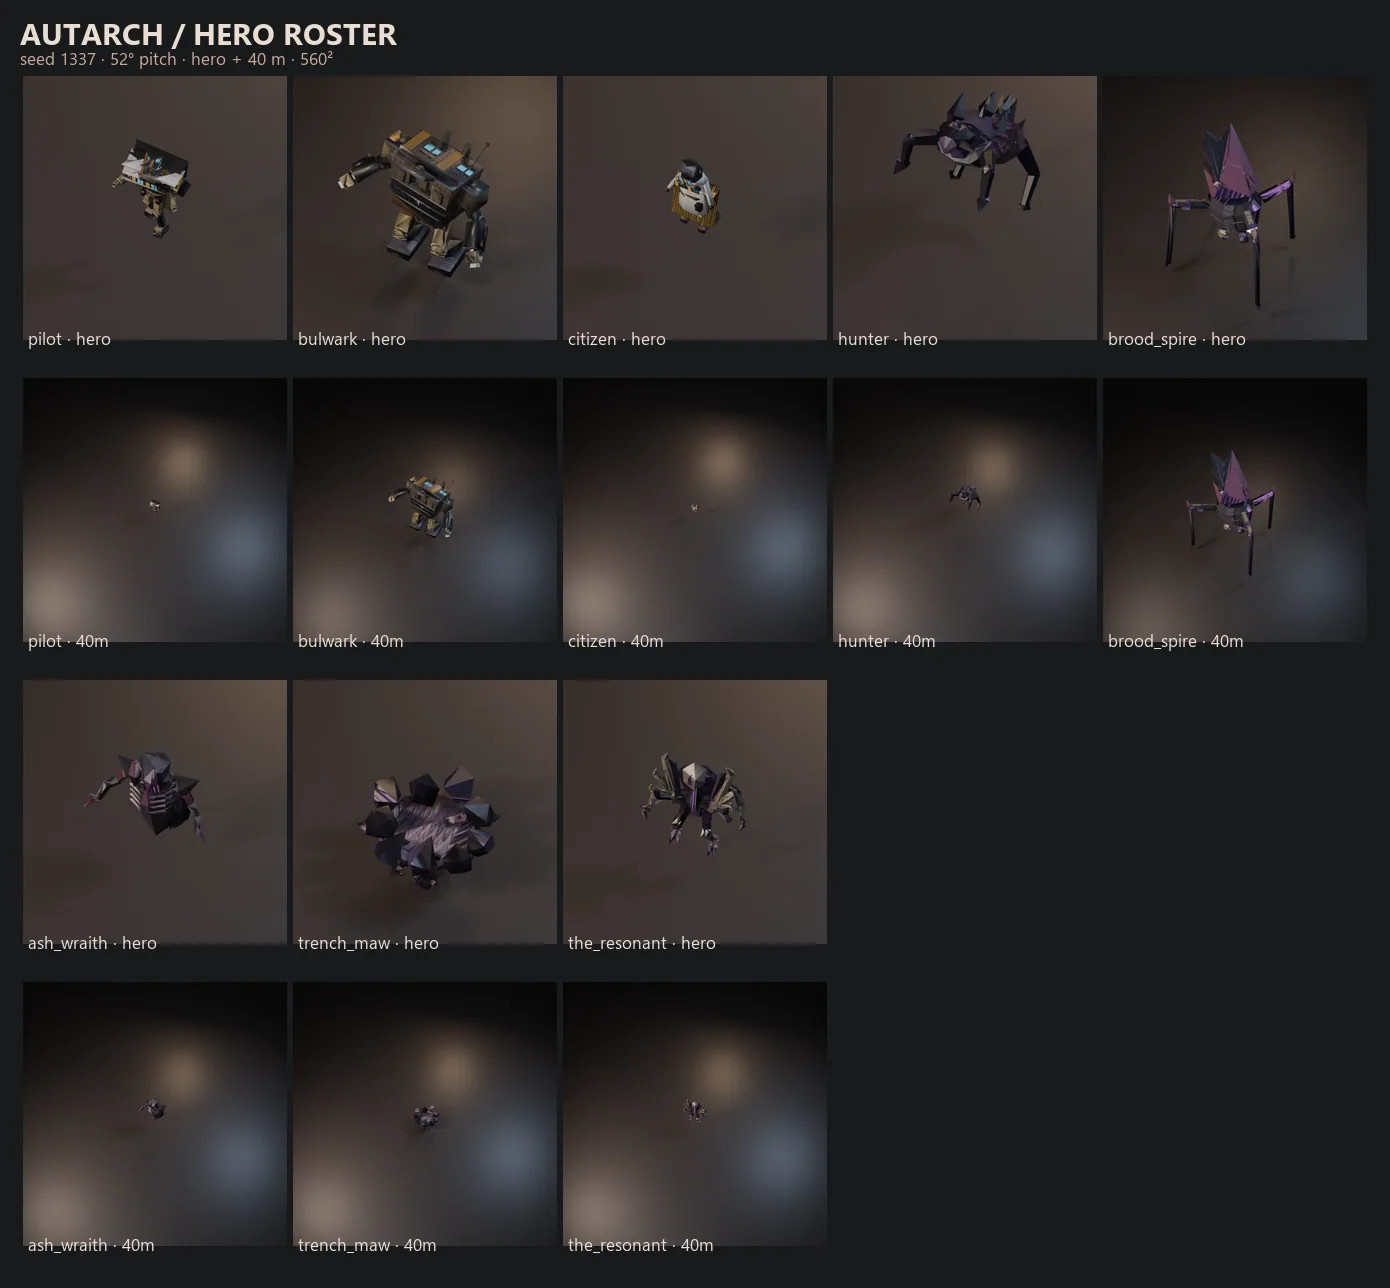 AUTARCH / HERO ROSTER
seed 1337 · 52° pitch · hero + 40 m · 560²
pilot · hero
bulwark · hero
citizen · hero
hunter · hero
brood_spire · hero
pilot · 40m
bulwark · 40m
citizen · 40m
hunter · 40m
brood_spire · 40m
ash_wraith · hero
trench_maw · hero
the_resonant · hero
ash_wraith · 40m
trench_maw · 40m
the_resonant · 40m